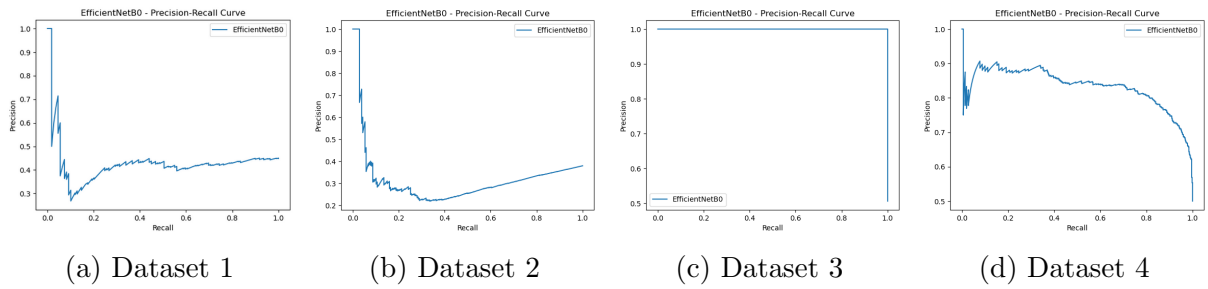 EfficientNetB0 - Precision-Recall Curve
EfficientNetB0
Precision
1.0
0.9
0.8
0.7
0.6
0.5
0.4
0.3
0.0 0.2 0.4 0.6 0.8 1.0
Recall
(a) Dataset 1
EfficientNetB0 - Precision-Recall Curve
EfficientNetB0
Precision
1.0
0.9
0.8
0.7
0.6
0.5
0.4
0.3
0.2
0.0 0.2 0.4 0.6 0.8 1.0
Recall
(b) Dataset 2
EfficientNetB0 - Precision-Recall Curve
Precision
1.0
0.9
0.8
0.7
0.6
0.5
EfficientNetB0
0.0 0.2 0.4 0.6 0.8 1.0
Recall
(c) Dataset 3
EfficientNetB0 - Precision-Recall Curve
EfficientNetB0
Precision
1.0
0.9
0.8
0.7
0.6
0.5
0.0 0.2 0.4 0.6 0.8 1.0
Recall
(d) Dataset 4